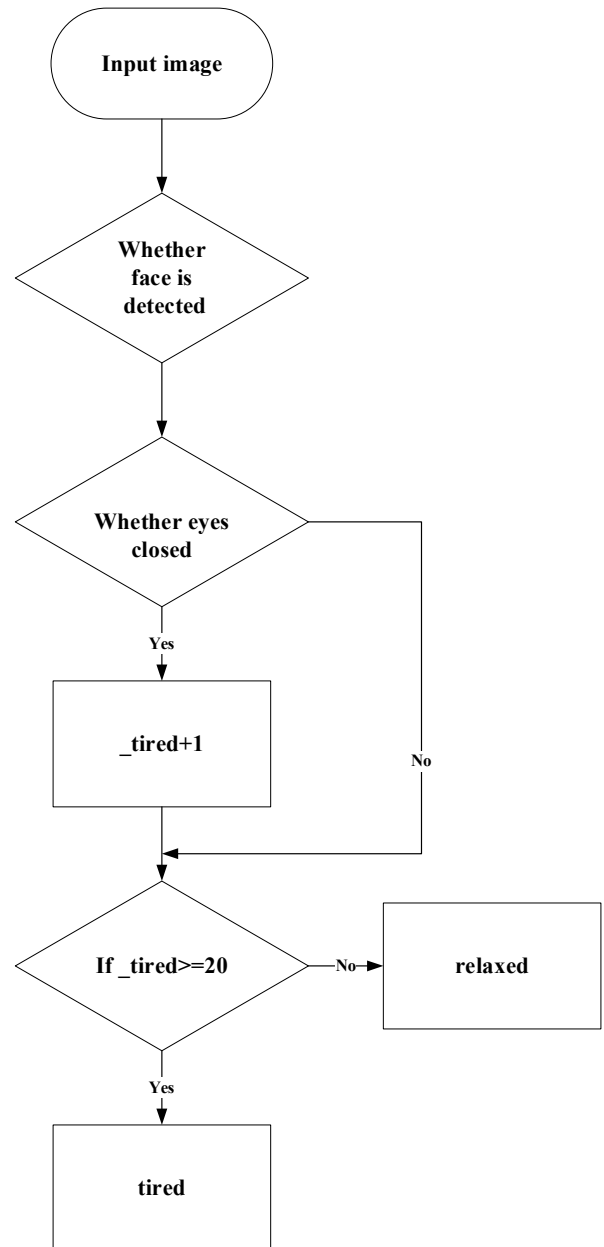 Input image
Whether
face is
detected
Whether eyes
closed
Yes
_tired+1
No
If _tired>=20
No
relaxed
Yes
tired